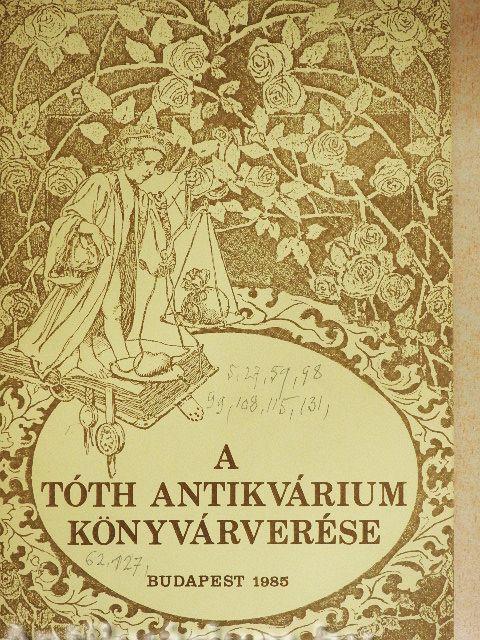 5, 27, 59, 98
99, 108, 115, 131,
A
TÓTH ANTIKVÁRIUM
KÖNYVÁRVERÉSE
62, 127,
BUDAPEST 1985